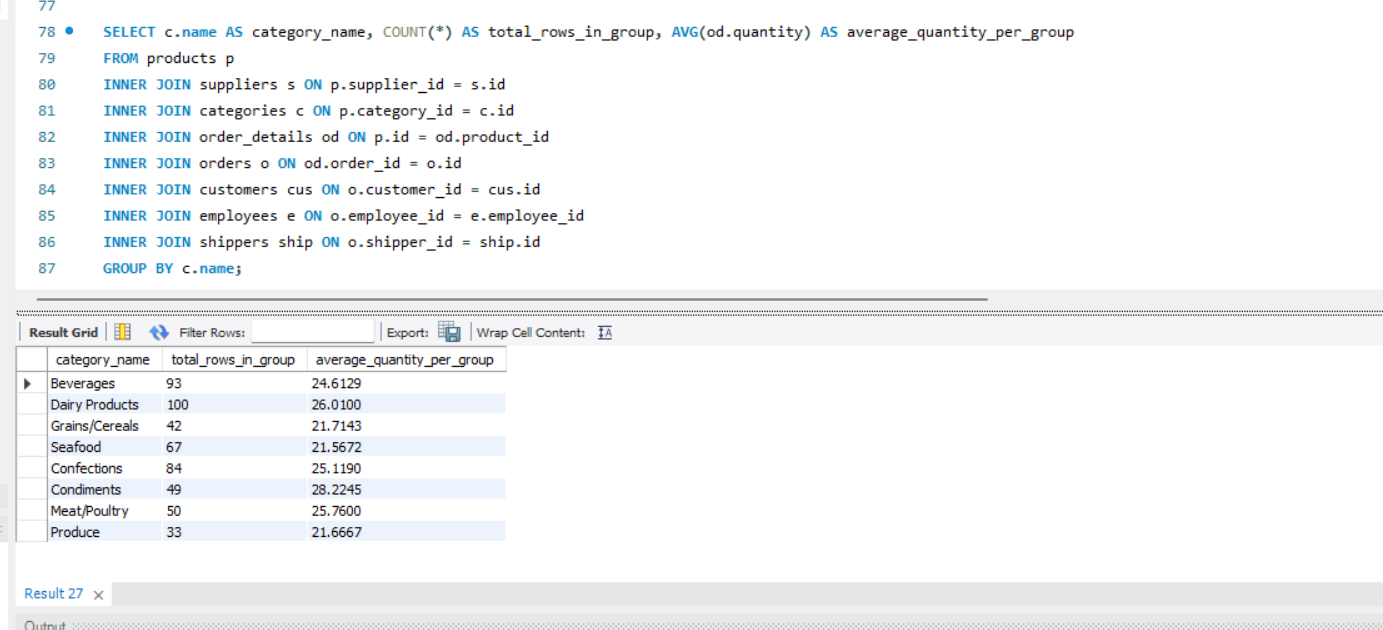 77
78 SELECT c.name AS category_name, COUNT(*) AS total_rows_in_group, AVG(od.quantity) AS average_quantity_per_group
79 FROM products p
80 INNER JOIN suppliers s ON p.supplier_id = s.id
81 INNER JOIN categories c ON p.category_id = c.id
82 INNER JOIN order_details od ON p.id = od.product_id
83 INNER JOIN orders o ON od.order_id = o.id
84 INNER JOIN customers cus ON o.customer_id = cus.id
85 INNER JOIN employees e ON o.employee_id = e.employee_id
86 INNER JOIN shippers ship ON o.shipper_id = ship.id
87 GROUP BY c.name;
Result Grid Filter Rows: Export: Wrap Cell Content: IA
category_name total_rows_in_group average_quantity_per_group
Beverages 93 24.6129
Dairy Products 100 26.0100
Grains/Cereals 42 21.7143
Seafood 67 21.5672
Confections 84 25.1190
Condiments 49 28.2245
Meat/Poultry 50 25.7600
Produce 33 21.6667
Result 27 ×
Output